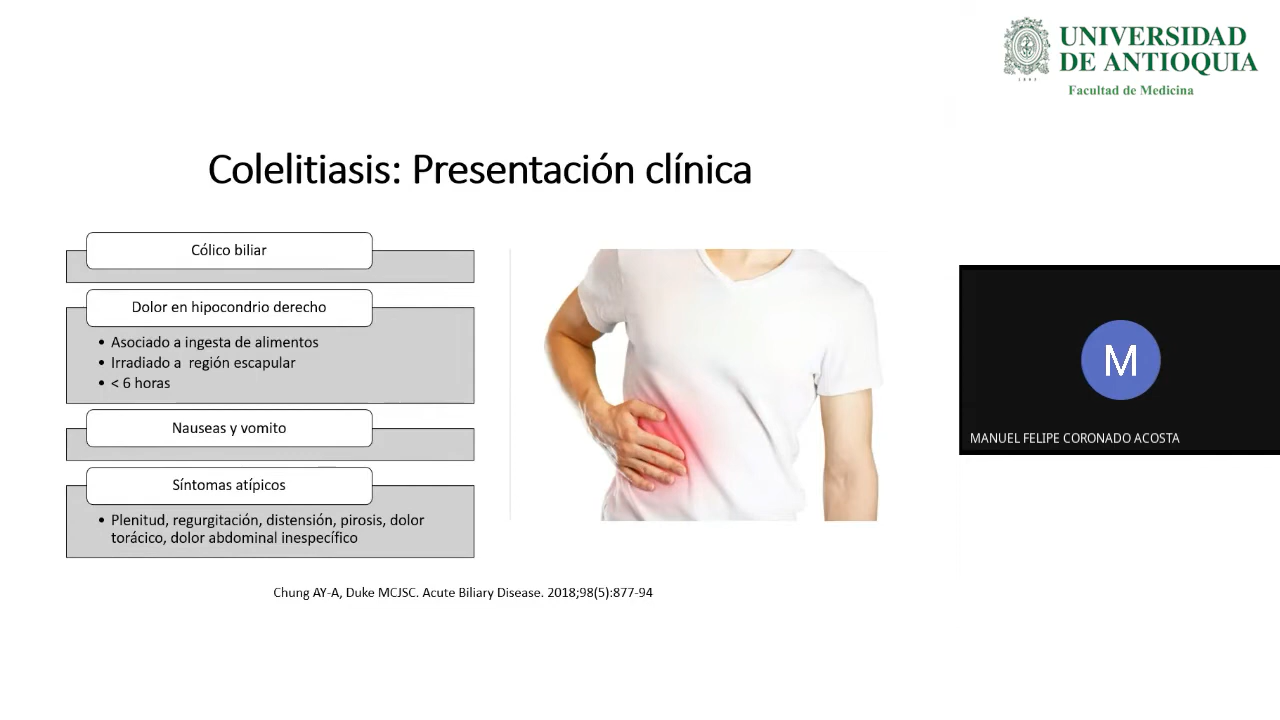 UNIVERSIDAD
DE ANTIOQUIA
Facultad de Medicina
Colelitiasis: Presentación clínica
Cólico biliar
Dolor en hipocondrio derecho
• Asociado a ingesta de alimentos
• Irradiado a región escapular
• < 6 horas
Nauseas y vomito
Síntomas atípicos
• Plenitud, regurgitación, distensión, pirosis, dolor
torácico, dolor abdominal inespecífico
Chung AY-A, Duke MCJSC. Acute Biliary Disease. 2018;98(5):877-94
M
MANUEL FELIPE CORONADO ACOSTA